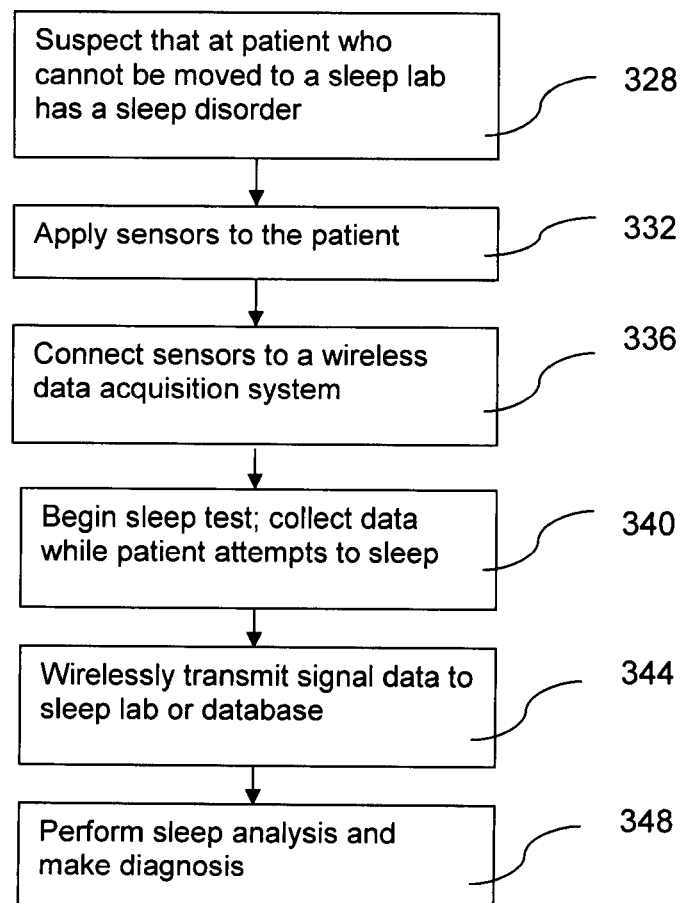 Suspect that at patient who
cannot be moved to a sleep lab
has a sleep disorder
328
Apply sensors to the patient
332
Connect sensors to a wireless
data acquisition system
336
Begin sleep test; collect data
while patient attempts to sleep
340
Wirelessly transmit signal data to
sleep lab or database
344
Perform sleep analysis and
make diagnosis
348